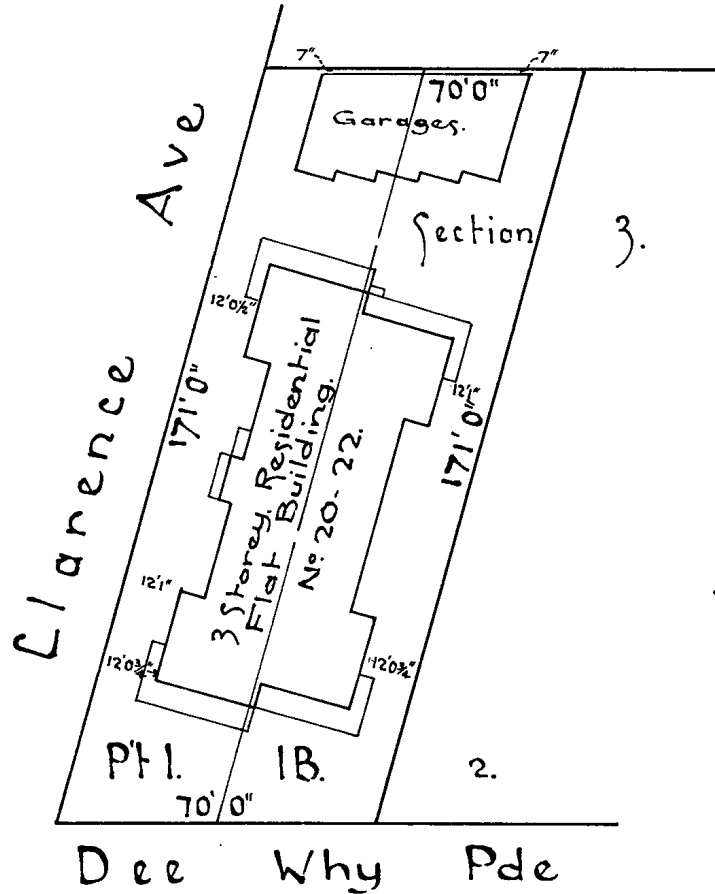 7" 7"
70'0"
Garages.
Ave
Section 3.
12'0½"
12'1"
Clarence
171'0"
171'0"
3 Storey. Residential
Flat Building.
No. 20-22.
12'1"
12'0¾" 12'0¾"
Pt 1. 1B. 2.
70'0"
Dee Why Pde